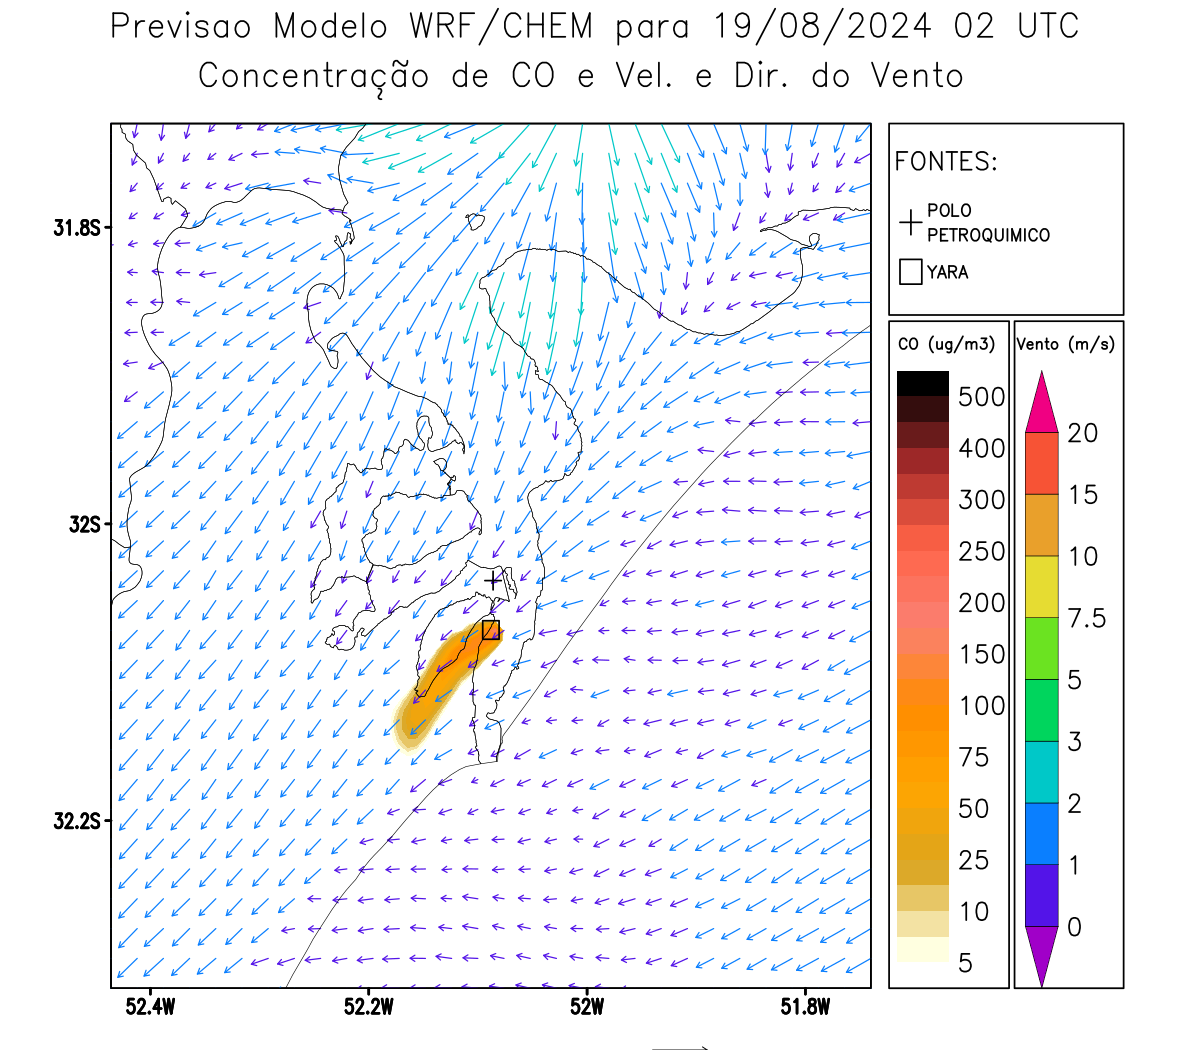 Previsao Modelo WRF/CHEM para 19/08/2024 02 UTC
Concentração de CO e Vel. e Dir. do Vento
FONTES:
POLO
PETROQUIMICO
YARA
CO (ug/m3)
500
400
300
250
200
150
100
75
50
25
10
5
Vento (m/s)
20
15
10
7.5
5
3
2
1
0
31.8S
32S
32.2S
52.4W
52.2W
52W
51.8W